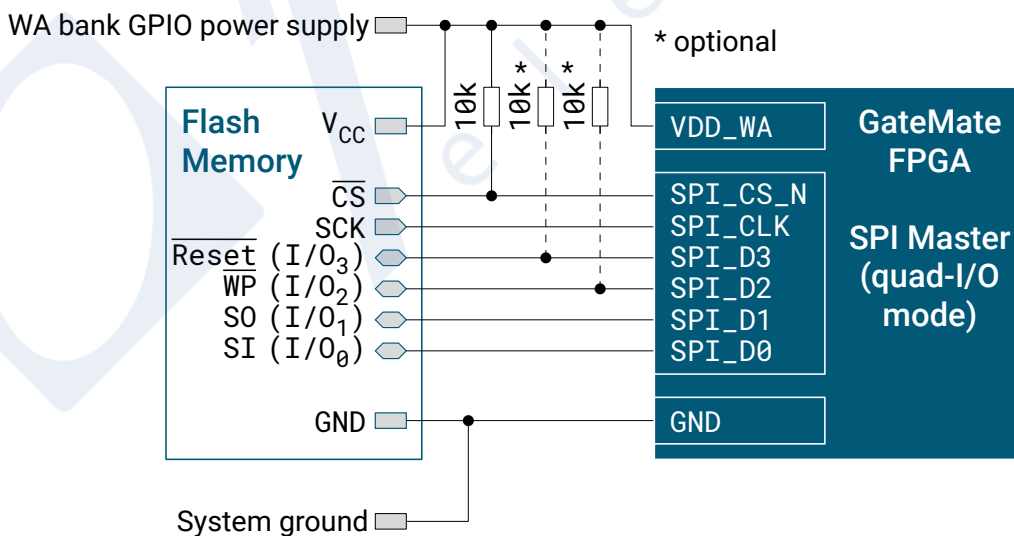 WA bank GPIO power supply
* optional
10k
10k*
10k*
Flash
Memory
VCC
CS
SCK
Reset (I/O3)
WP (I/O2)
SO (I/O1)
SI (I/O0)
GND
System ground
VDD_WA
SPI_CS_N
SPI_CLK
SPI_D3
SPI_D2
SPI_D1
SPI_D0
GND
GateMate
FPGA
SPI Master
(quad-I/O
mode)